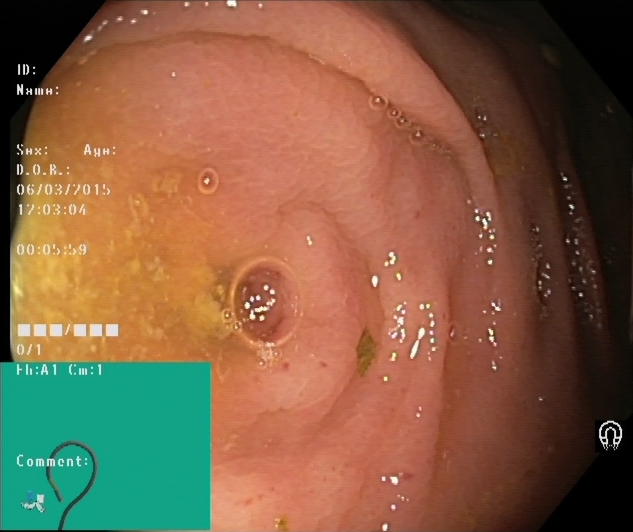 ID:
Name:
Sex: Age:
D.O.B.:
06/03/2015
12:03:04
00:05:59
■■■/■■■
0/1
Eh:A1 Cm:1
Comment: